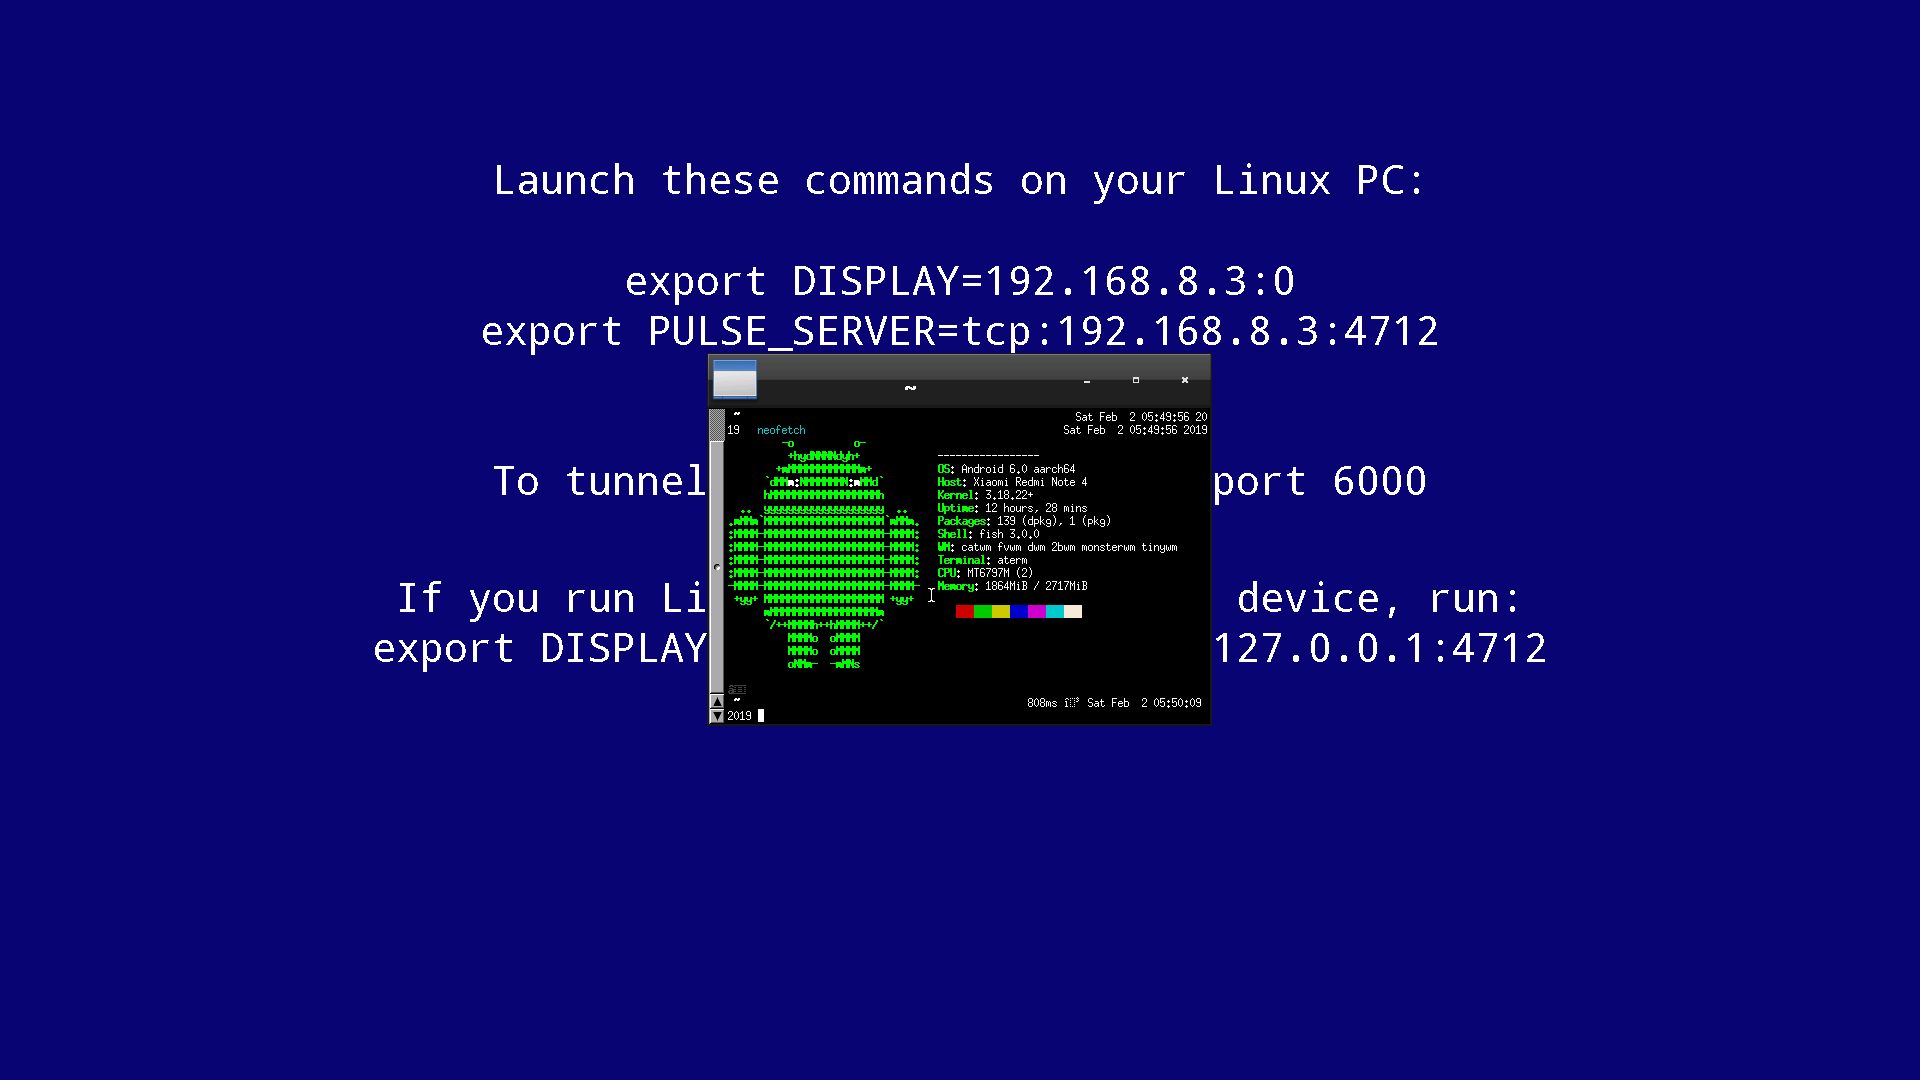 Launch these commands on your Linux PC:
export DISPLAY=192.168.8.3:0
export PULSE_SERVER=tcp:192.168.8.3:4712
~
~ Sat Feb 2 05:49:56 20
19 neofetch Sat Feb 2 05:49:56 2019
-----------------
OS: Android 6.0 aarch64
To tunnel port 6000
Host: Xiaomi Redmi Note 4
Kernel: 3.18.22+
Uptime: 12 hours, 28 mins
Packages: 139 (dpkg), 1 (pkg)
Shell: fish 3.0.0
WM: catwm fvwm dwm 2bwm monsterwm tinywm
Terminal: aterm
CPU: MT6797M (2)
Memory: 1864MiB / 2717MiB
If you run Li device, run:
export DISPLAY 127.0.0.1:4712
~ 808ms Sat Feb 2 05:50:09
2019